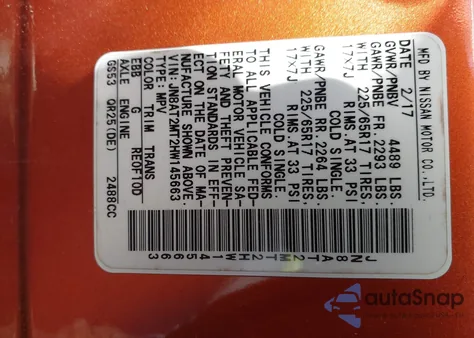 MFD BY NISSAN MOTOR CO.,LTD.
DATE 2/17
GVWR/PNBV 4489 LBS.
GAWR/PNBE FR. 2293 LBS.
WITH 225/65R17 TIRES,
17X7J RIMS,AT 33 PSI
COLD SINGLE.
GAWR/PNBE RR. 2264 LBS.
WITH 225/65R17 TIRES,
17X7J RIMS,AT 33 PSI
COLD SINGLE.
THIS VEHICLE CONFORMS
TO ALL APPLICABLE FED-
ERAL MOTOR VEHICLE SA-
FETY AND THEFT PREVEN-
TION STANDARDS IN EFF-
ECT ON THE DATE OF MA-
NUFACTURE SHOWN ABOVE.
VIN:JN8AT2MT2HW145663
TYPE: MPV
COLOR TRIM TRANS
EBB G RE0F10D
AXLE ENGINE
GS53 QR25(DE) 2488CC
JN8AT2MT2HW145663
autoSnap